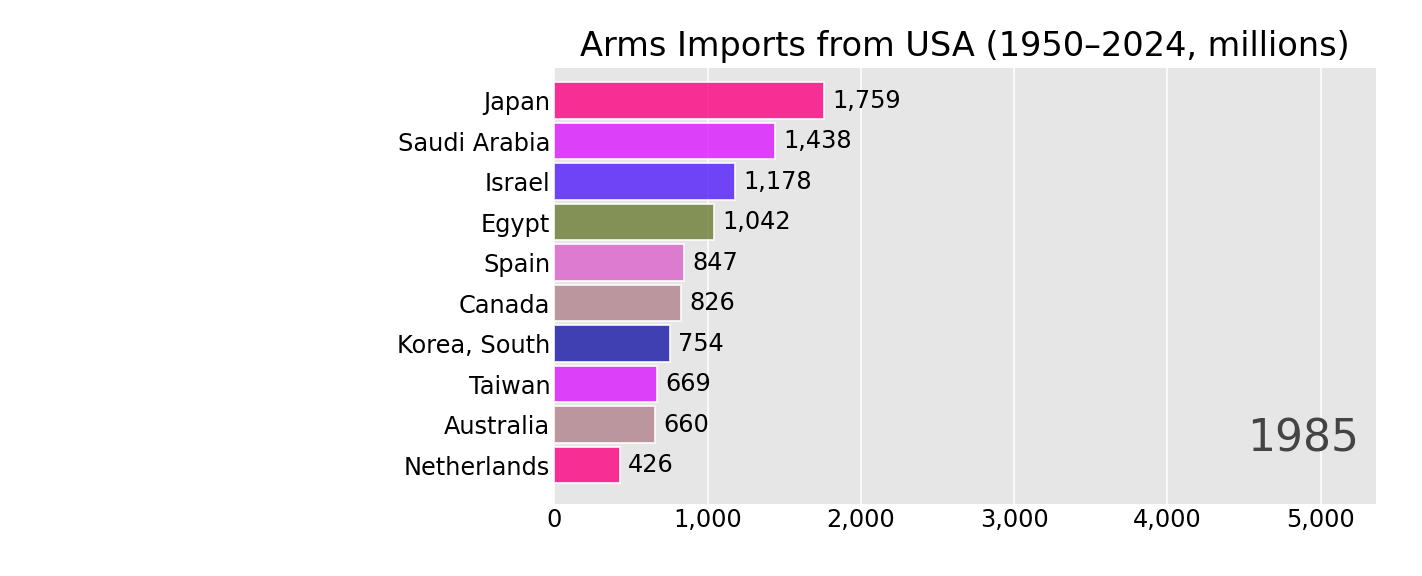 Arms Imports from USA (1950–2024, millions)
Japan 1,759
Saudi Arabia 1,438
Israel 1,178
Egypt 1,042
Spain 847
Canada 826
Korea, South 754
Taiwan 669
Australia 660
Netherlands 426
1985
0 1,000 2,000 3,000 4,000 5,000